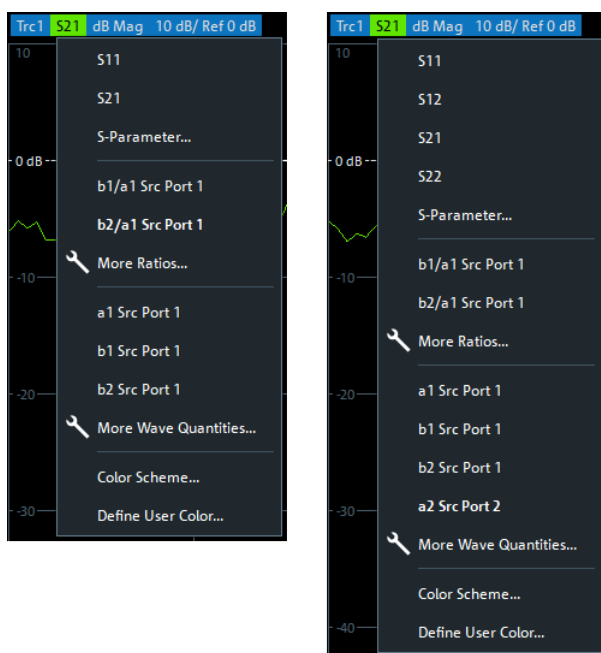 Trc1 S21 dB Mag 10 dB/ Ref 0 dB
10
S11
S21
S-Parameter...
0 dB
b1/a1 Src Port 1
b2/a1 Src Port 1
More Ratios...
-10
a1 Src Port 1
b1 Src Port 1
b2 Src Port 1
-20
More Wave Quantities...
Color Scheme...
-30
Define User Color...
Trc1 S21 dB Mag 10 dB/ Ref 0 dB
10
S11
S12
S21
0 dB
S22
S-Parameter...
b1/a1 Src Port 1
-10
b2/a1 Src Port 1
More Ratios...
a1 Src Port 1
-20
b1 Src Port 1
b2 Src Port 1
a2 Src Port 2
-30
More Wave Quantities...
Color Scheme...
-40
Define User Color...